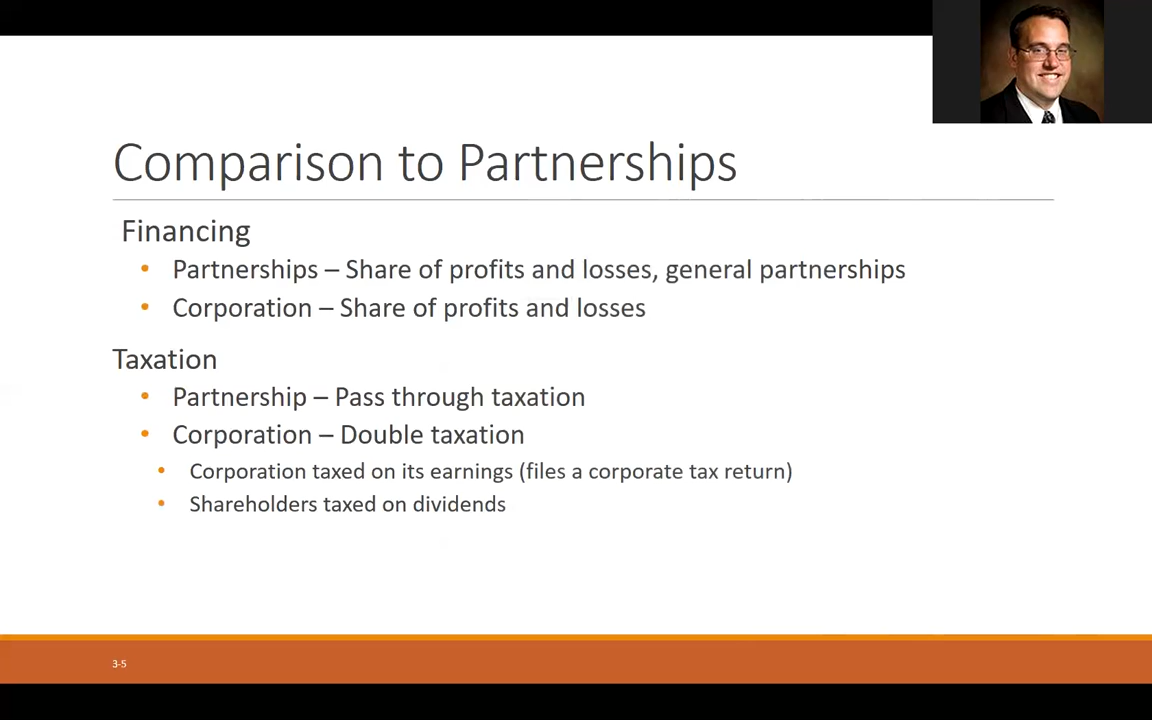 Comparison to Partnerships
Financing
• Partnerships – Share of profits and losses, general partnerships
• Corporation – Share of profits and losses
Taxation
• Partnership – Pass through taxation
• Corporation – Double taxation
• Corporation taxed on its earnings (files a corporate tax return)
• Shareholders taxed on dividends
3-5